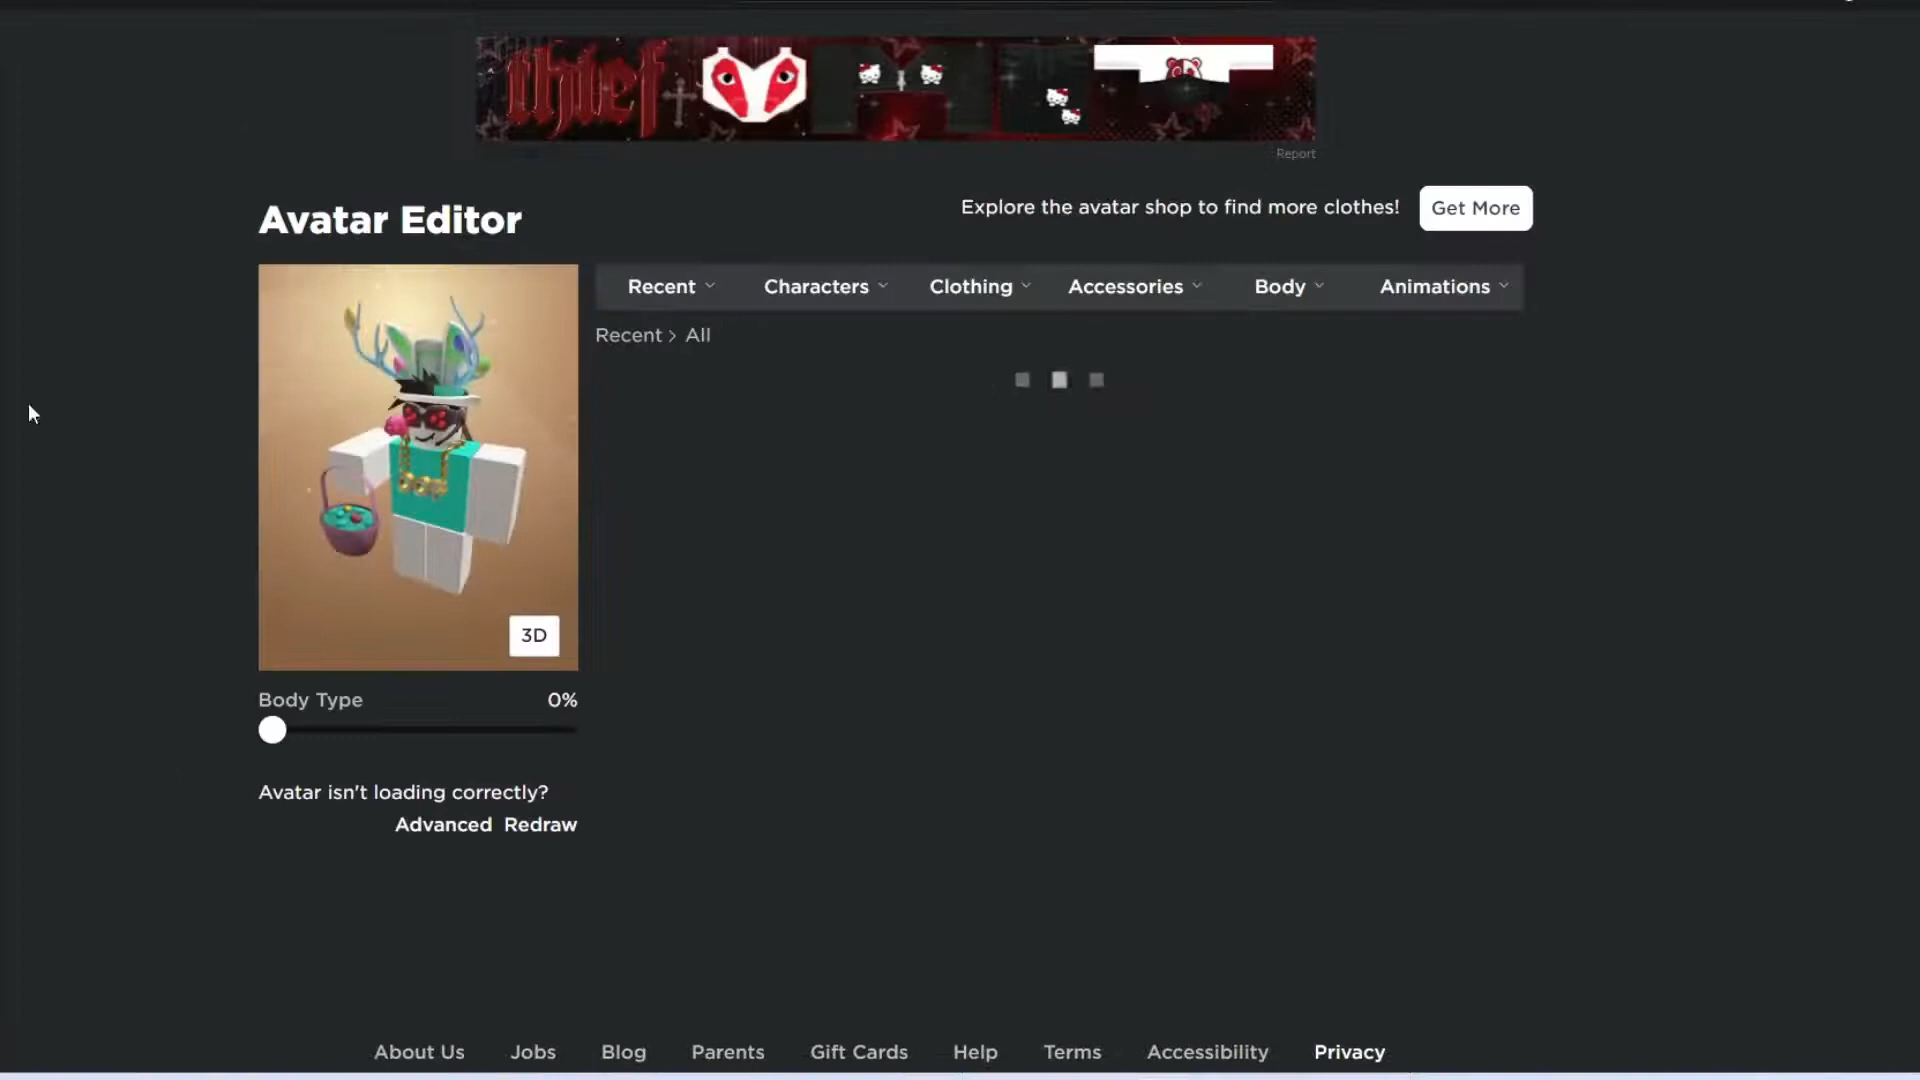 thief
Report
Avatar Editor
Explore the avatar shop to find more clothes!
Get More
Recent
Characters
Clothing
Accessories
Body
Animations
Recent > All
3D
Body Type
0%
Avatar isn't loading correctly?
Advanced
Redraw
About Us
Jobs
Blog
Parents
Gift Cards
Help
Terms
Accessibility
Privacy